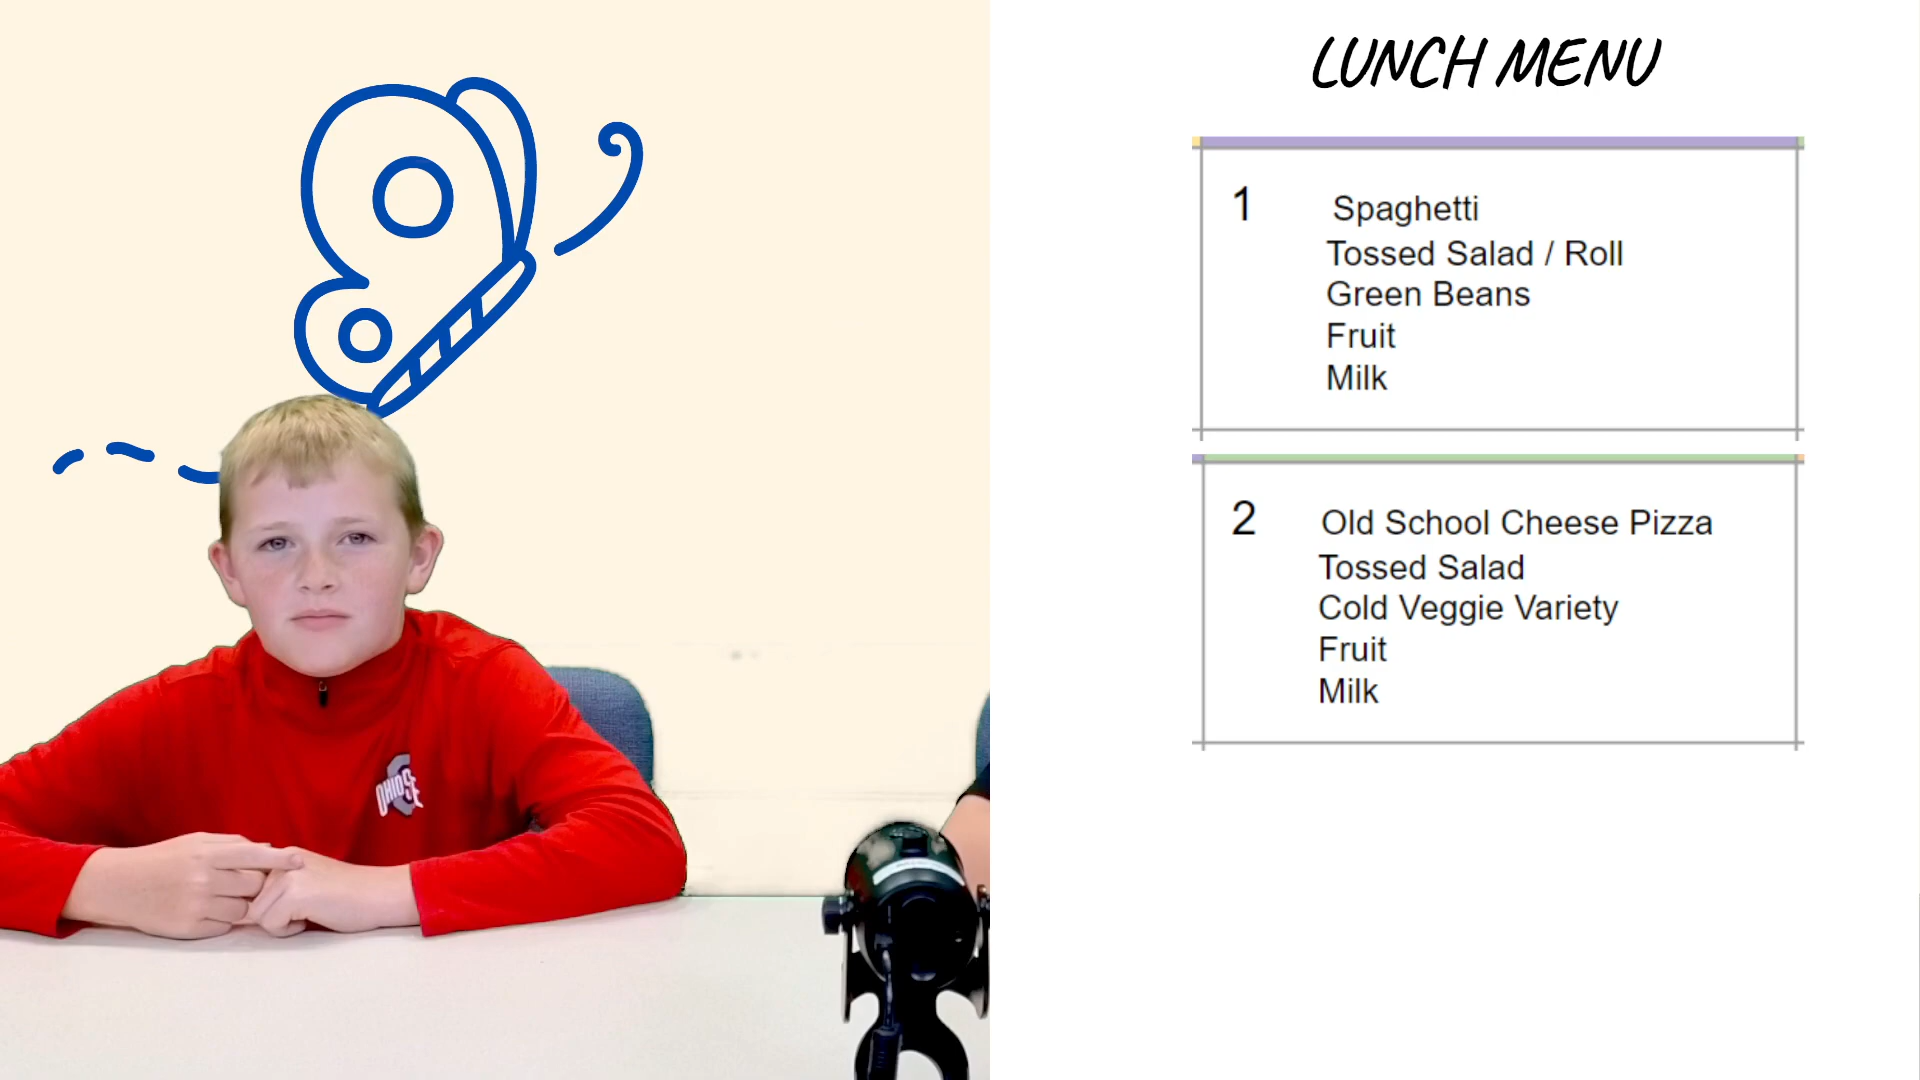 LUNCH MENU
1 Spaghetti
Tossed Salad / Roll
Green Beans
Fruit
Milk
2 Old School Cheese Pizza
Tossed Salad
Cold Veggie Variety
Fruit
Milk
OHIO STATE